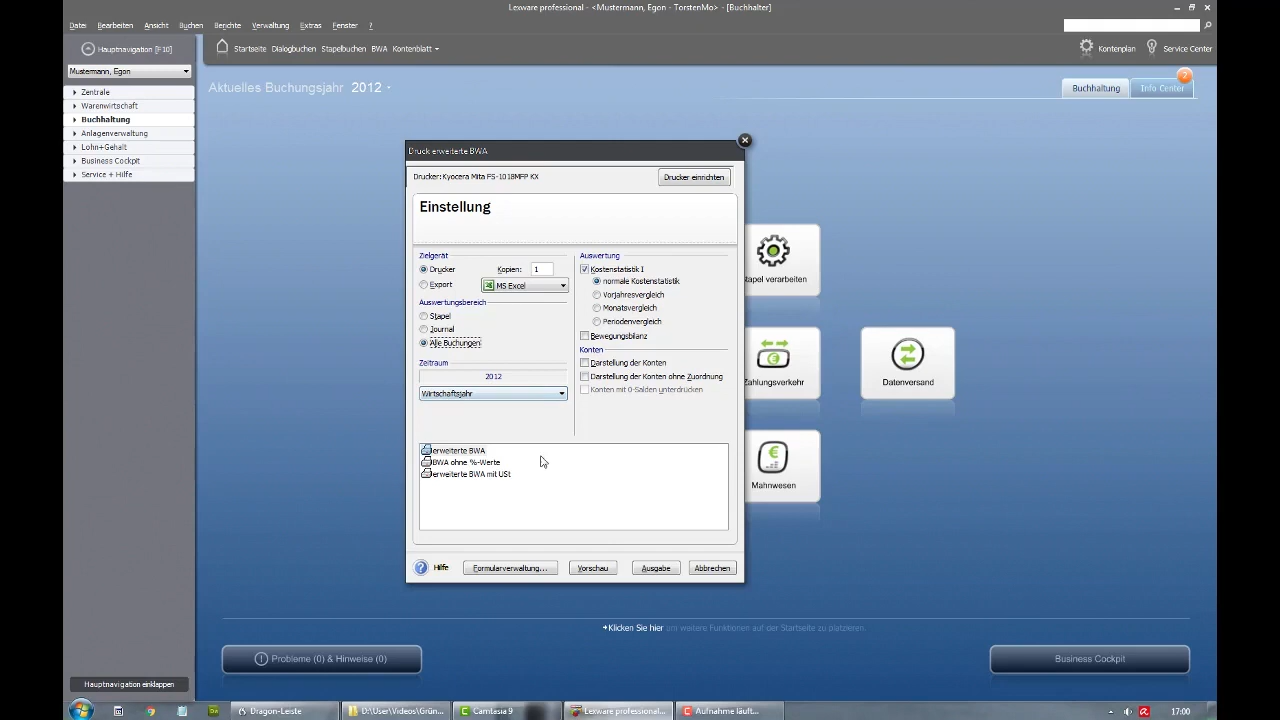 Lexware professional - <Mustermann, Egon - TorstenMo> - [Buchhalter]
Datei Bearbeiten Ansicht Buchen Berichte Verwaltung Extras Fenster ?
Hauptnavigation [F10]
Startseite Dialogbuchen Stapelbuchen BWA Kontenblatt
Kontenplan Service Center
Mustermann, Egon
Zentrale
Warenwirtschaft
Buchhaltung
Anlagenverwaltung
Lohn+Gehalt
Business Cockpit
Service + Hilfe
Aktuelles Buchungsjahr 2012
Buchhaltung Info Center ?
Druck erweiterte BWA
Drucker: Kyocera Mita FS-1018MFP KX
Drucker einrichten
Einstellung
Zielgerät
Drucker Kopien: 1
Export MS Excel
Auswertungsbereich
Stapel
Journal
Alle Buchungen
Zeitraum
2012
Wirtschaftsjahr
Auswertung
Kostenstatistik I
normale Kostenstatistik
Vorjahresvergleich
Monatsvergleich
Periodenvergleich
Bewegungsbilanz
Konten
Darstellung der Konten
Darstellung der Konten ohne Zuordnung
Konten mit 0-Salden unterdrücken
erweiterte BWA
BWA ohne %-Werte
erweiterte BWA mit USt
Hilfe Formularverwaltung... Vorschau Ausgabe Abbrechen
tapel verarbeiten
Zahlungsverkehr
Datenversand
Mahnwesen
Klicken Sie hier um weitere Funktionen auf der Startseite zu platzieren.
Probleme (0) & Hinweise (0)
Business Cockpit
Hauptnavigation einklappen
Dragon-Leiste D:\User\Videos\Grün... Camtasia 9 Lexware professional... Aufnahme läuft... 17:00